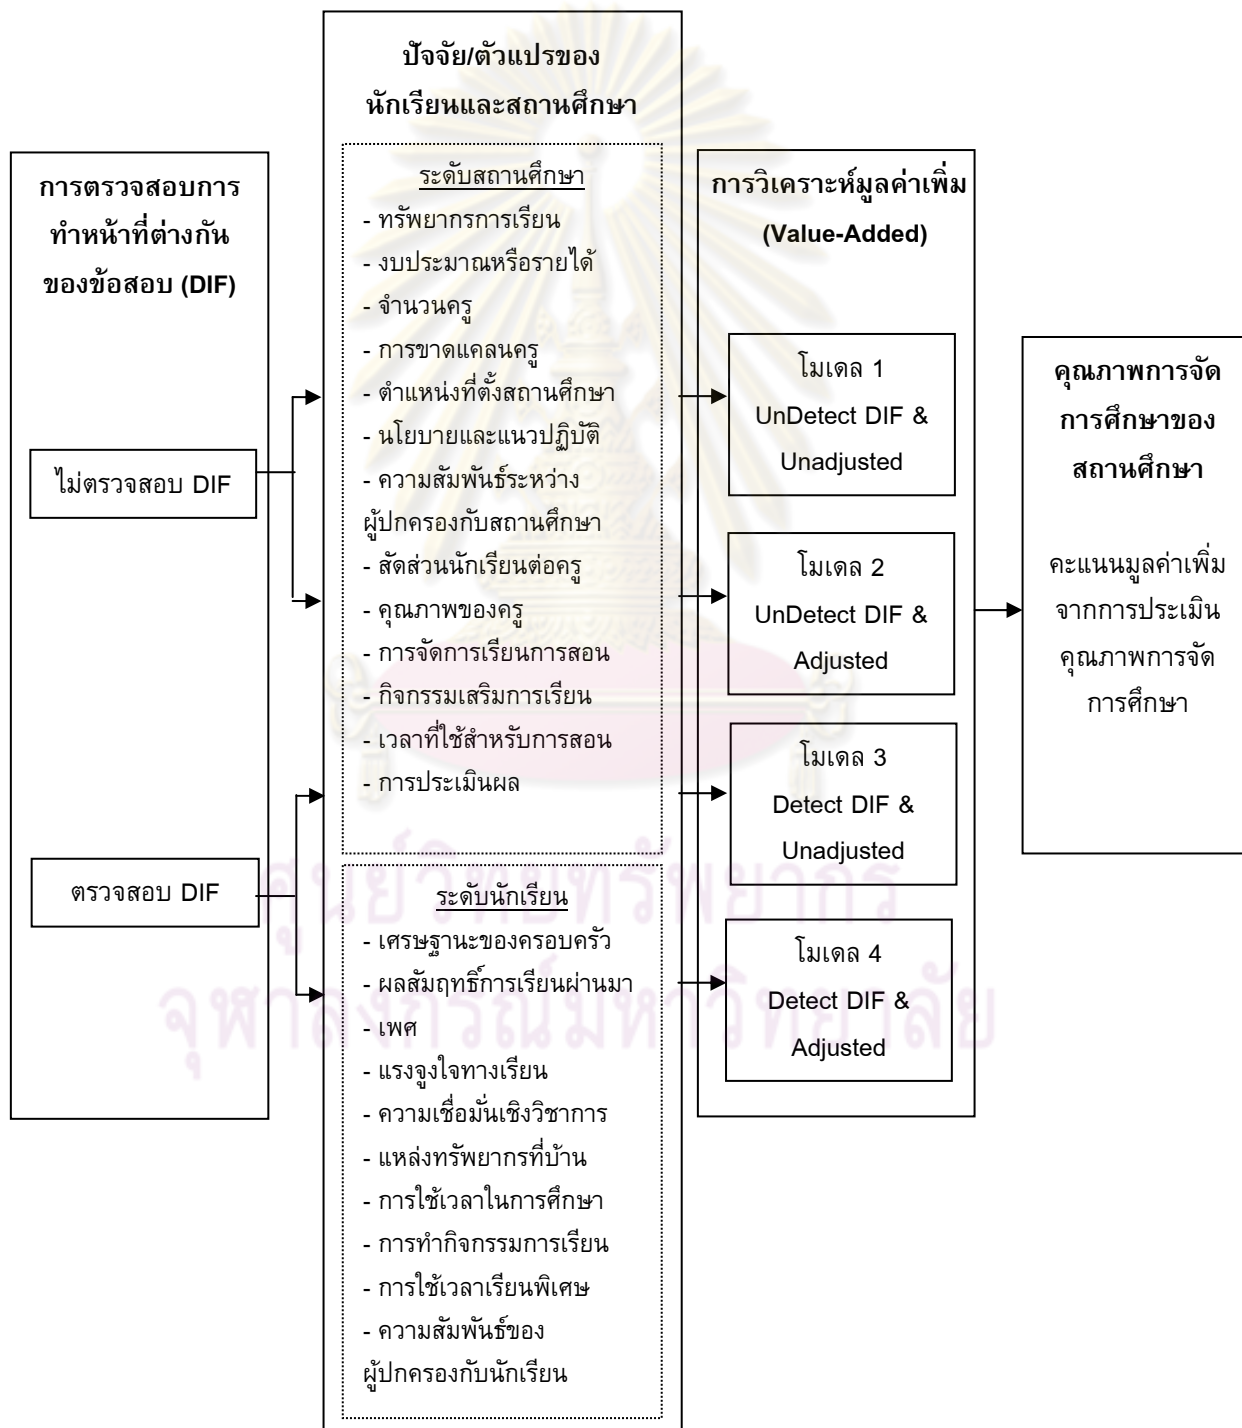 การตรวจสอบการ
ทำหน้าที่ต่างกัน
ของข้อสอบ (DIF)
ไม่ตรวจสอบ DIF
ตรวจสอบ DIF
ปัจจัย/ตัวแปรของ
นักเรียนและสถานศึกษา
ระดับสถานศึกษา
- ทรัพยากรการเรียน
- งบประมาณหรือรายได้
- จำนวนครู
- การขาดแคลนครู
- ตำแหน่งที่ตั้งสถานศึกษา
- นโยบายและแนวปฏิบัติ
- ความสัมพันธ์ระหว่าง
ผู้ปกครองกับสถานศึกษา
- สัดส่วนนักเรียนต่อครู
- คุณภาพของครู
- การจัดการเรียนการสอน
- กิจกรรมเสริมการเรียน
- เวลาที่ใช้สำหรับการสอน
- การประเมินผล
ระดับนักเรียน
- เศรษฐานะของครอบครัว
- ผลสัมฤทธิ์การเรียนผ่านมา
- เพศ
- แรงจูงใจทางเรียน
- ความเชื่อมั่นเชิงวิชาการ
- แหล่งทรัพยากรที่บ้าน
- การใช้เวลาในการศึกษา
- การทำกิจกรรมการเรียน
- การใช้เวลาเรียนพิเศษ
- ความสัมพันธ์ของ
ผู้ปกครองกับนักเรียน
การวิเคราะห์มูลค่าเพิ่ม
(Value-Added)
โมเดล 1
UnDetect DIF &
Unadjusted
โมเดล 2
UnDetect DIF &
Adjusted
โมเดล 3
Detect DIF &
Unadjusted
โมเดล 4
Detect DIF &
Adjusted
คุณภาพการจัด
การศึกษาของ
สถานศึกษา
คะแนนมูลค่าเพิ่ม
จากการประเมิน
คุณภาพการจัด
การศึกษา
ศูนย์วิทยทรัพยากร
จุฬาลงกรณ์มหาวิทยาลัย